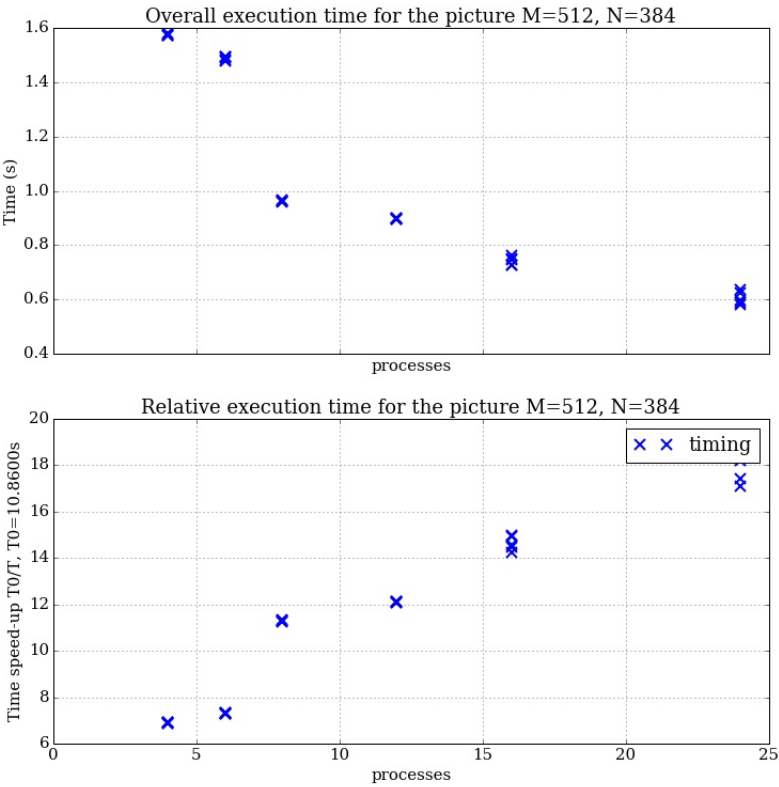 Overall execution time for the picture M=512, N=384
1.6
1.4
1.2
1.0
0.8
0.6
0.4
Time (s)
processes
Relative execution time for the picture M=512, N=384
20
18
16
14
12
10
8
6
Time speed-up T0/T, T0=10.8600s
timing
0 5 10 15 20 25
processes